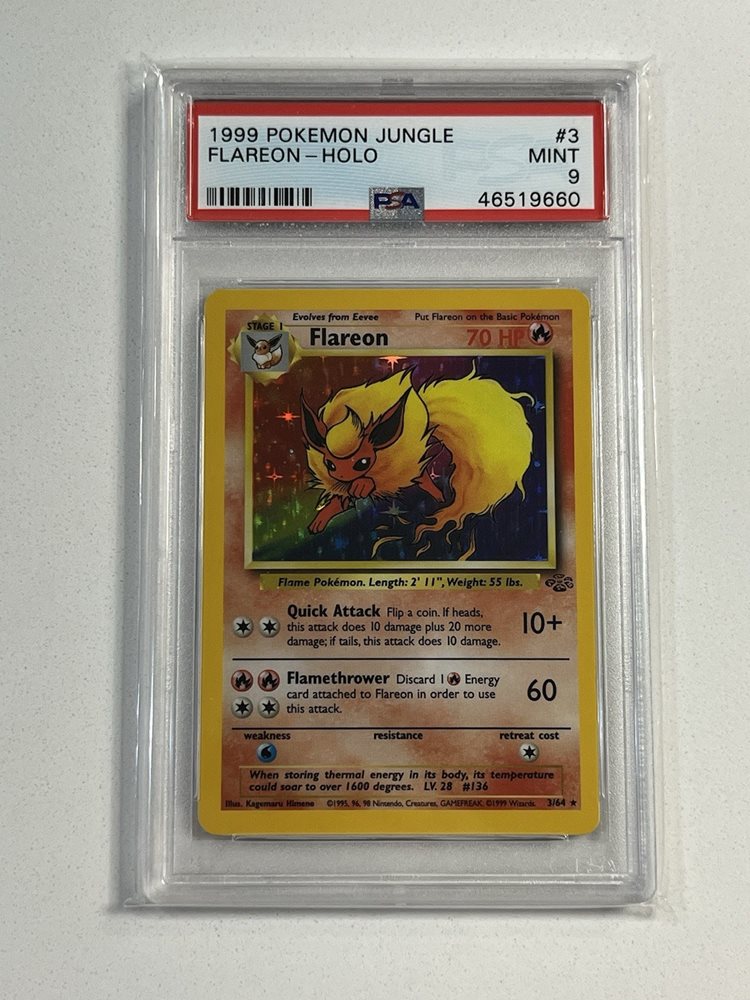 1999 POKEMON JUNGLE #3
FLAREON - HOLO MINT
9
PSA 46519660
Evolves from Eevee Put Flareon on the Basic Pokémon
STAGE 1 Flareon 70 HP
Flame Pokémon. Length: 2' 11", Weight: 55 lbs.
Quick Attack Flip a coin. If heads,
this attack does 10 damage plus 20 more
damage; if tails, this attack does 10 damage.
10+
Flamethrower Discard 1 Energy
card attached to Flareon in order to use
this attack.
60
weakness resistance retreat cost
When storing thermal energy in its body, its temperature
could soar to over 1600 degrees. LV. 28 #136
Illus. Kagemaru Himeno ©1995, 96, 98 Nintendo, Creatures, GAMEFREAK. ©1999 Wizards. 3/64 ★